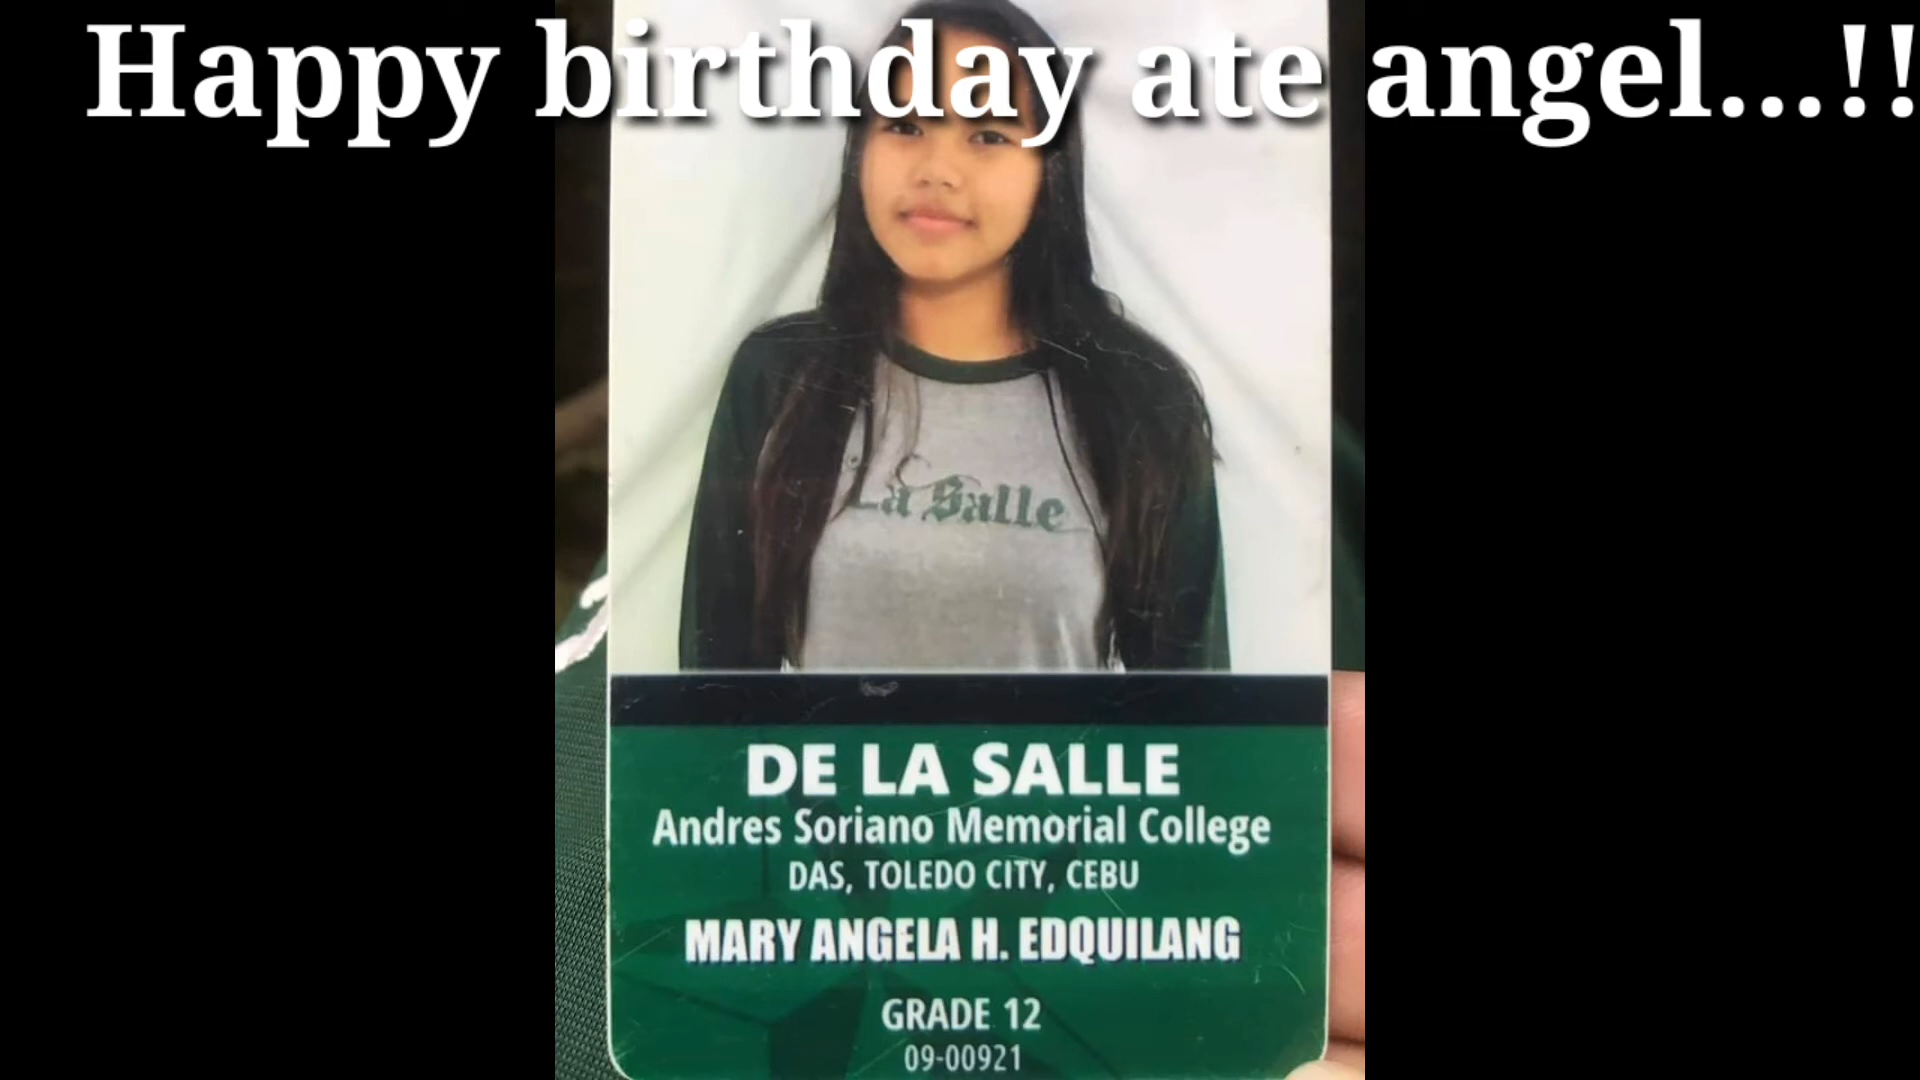 Happy birthday ate angel...!!
La Salle
DE LA SALLE
Andres Soriano Memorial College
DAS, TOLEDO CITY, CEBU
MARY ANGELA H. EDQUILANG
GRADE 12
09-00921